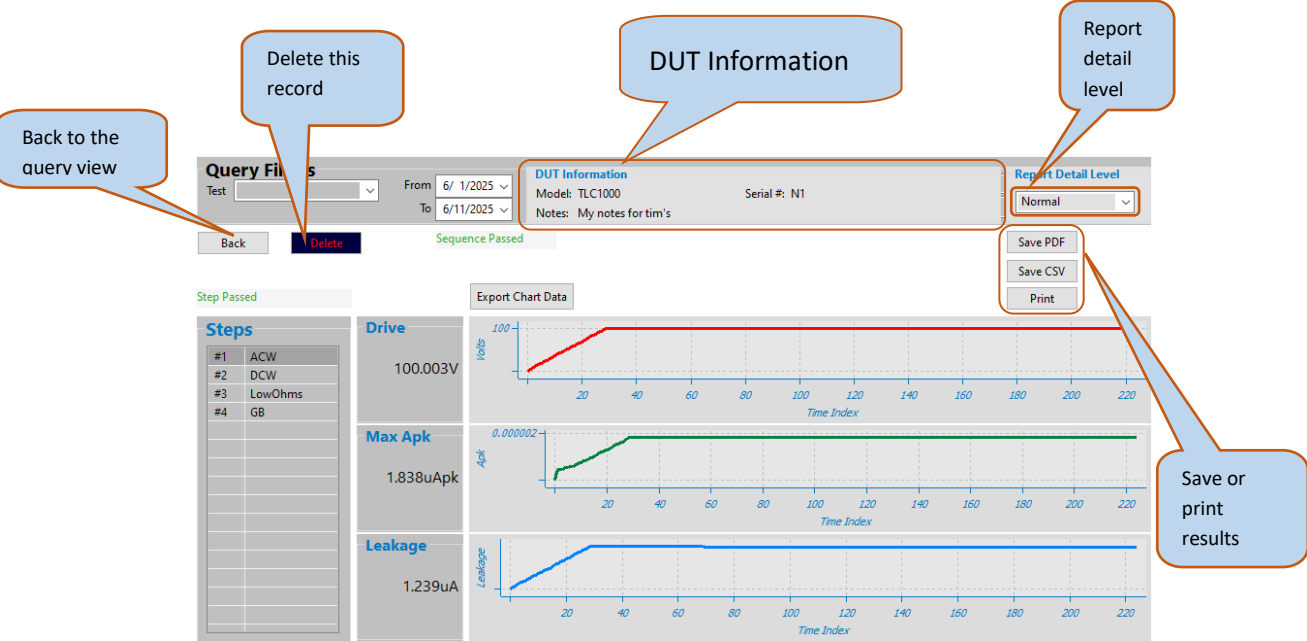 Report
detail
level
DUT Information
Delete this
record
Back to the
query view
Query Filters
Test
From 6/ 1/2025
To 6/11/2025
DUT Information
Model: TLC1000 Serial #: N1
Notes: My notes for tim's
Report Detail Level
Normal
Back
Delete
Sequence Passed
Save PDF
Save CSV
Print
Step Passed
Export Chart Data
Steps
#1 ACW
#2 DCW
#3 LowOhms
#4 GB
Drive
100.003V
Volts
100
20 40 60 80 100 120 140 160 180 200 220
Time Index
Max Apk
1.838uApk
Apk
0.000002
20 40 60 80 100 120 140 160 180 200 220
Time Index
Leakage
1.239uA
Leakage
20 40 60 80 100 120 140 160 180 200 220
Time Index
Save or
print
results